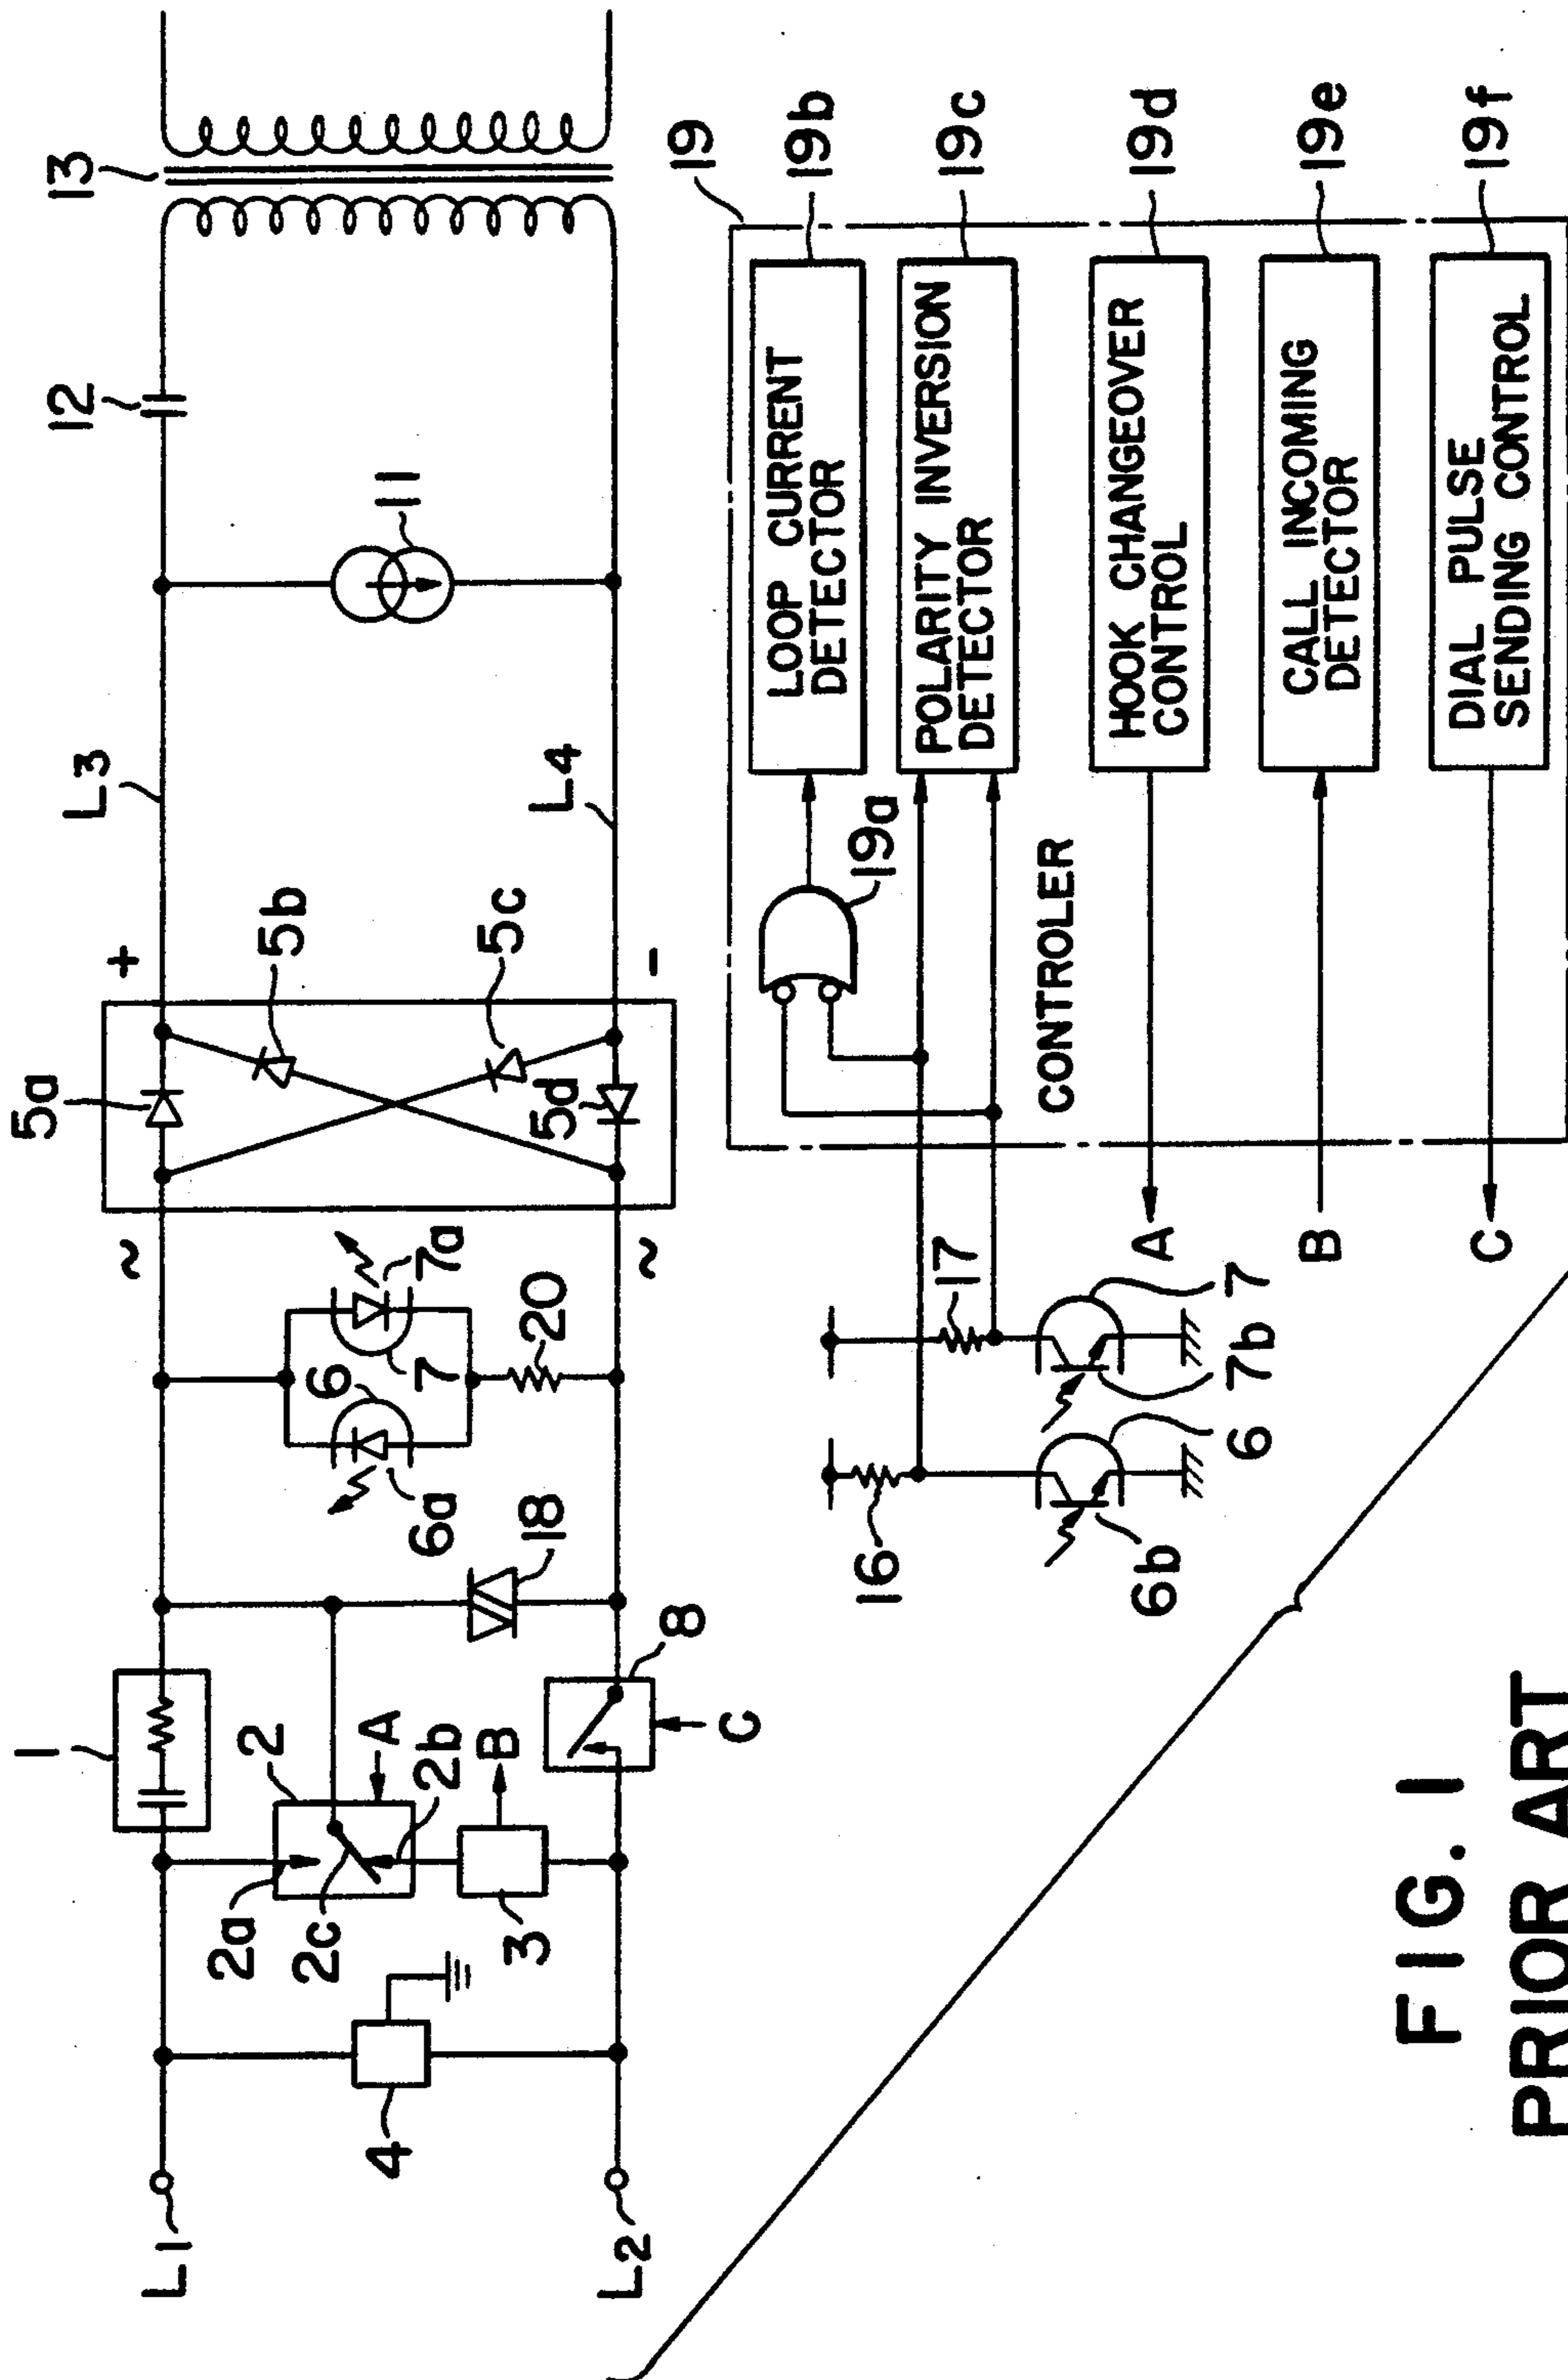 L1
L2
4
2a
2c
2
1
A
2b
B
3
8
C
18
6a
6
7
7a
20
~
~
5a
5b
5c
5d
+
-
L3
L4
11
12
13
16
17
6b
6
7b
7
A
B
C
CONTROLER
19a
19
LOOP CURRENT
DETECTOR
19b
POLARITY INVERSION
DETECTOR
19c
HOOK CHANGEOVER
CONTROL
19d
CALL INCOMING
DETECTOR
19e
DIAL PULSE
SENDING CONTROL
19f
FIG. 1
PRIOR ART